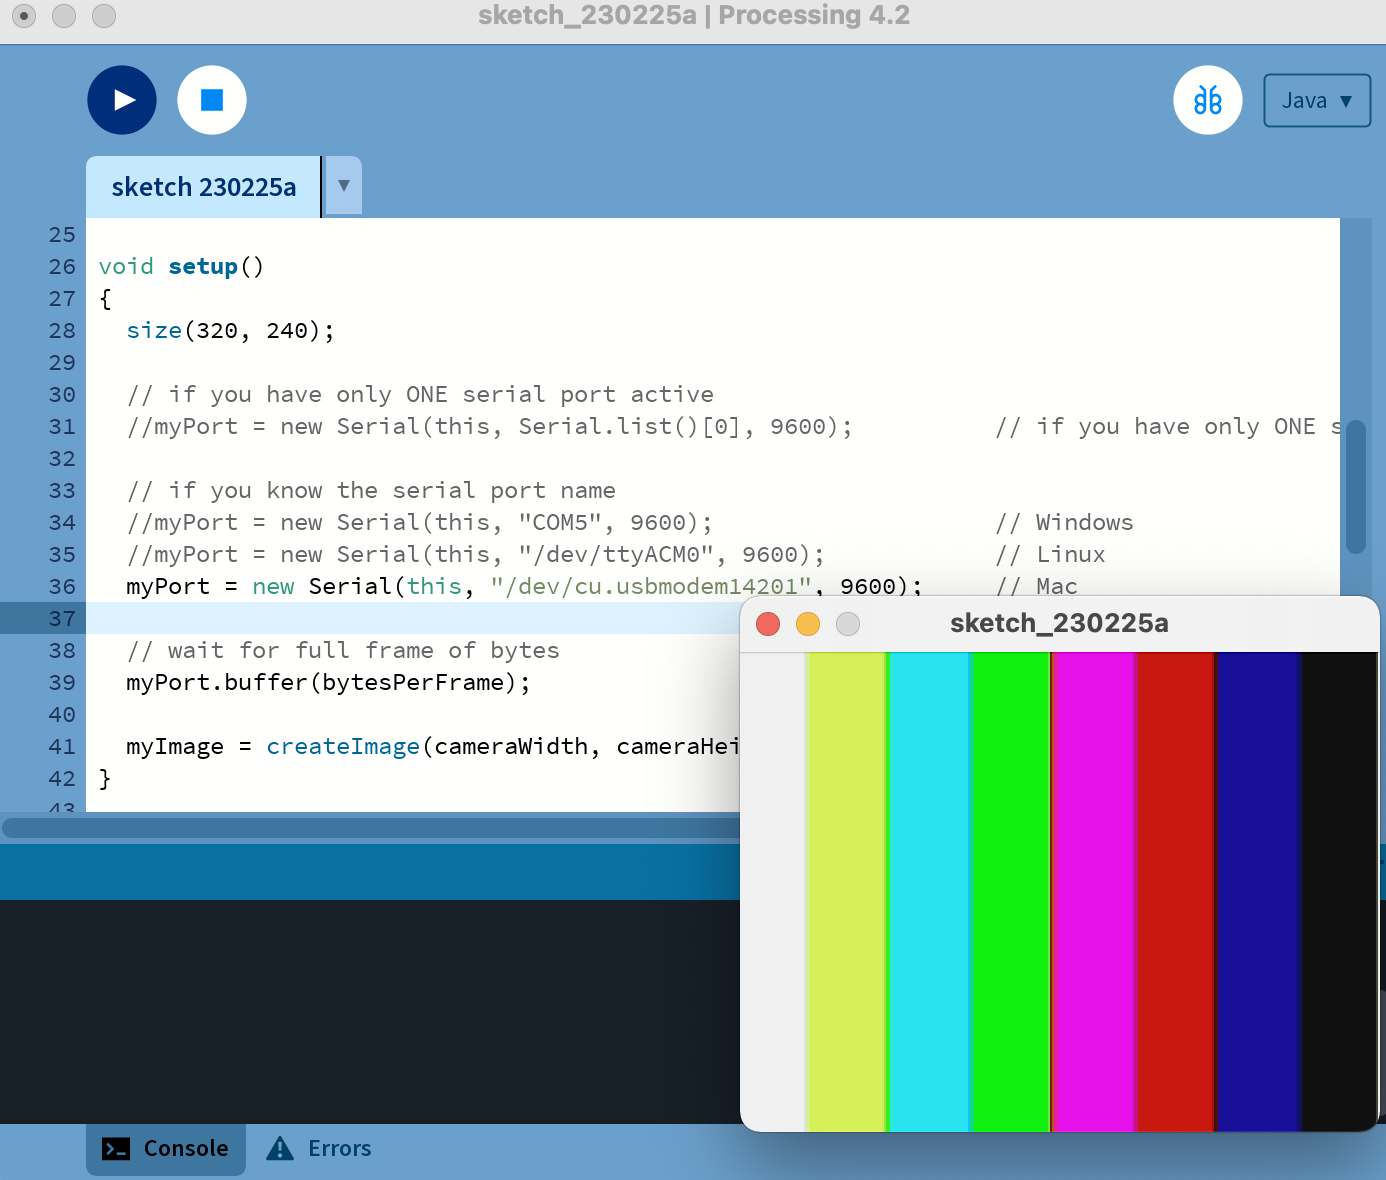 sketch_230225a | Processing 4.2
Java ▼
sketch 230225a ▼
25
26 void setup()
27 {
28   size(320, 240);
29
30   // if you have only ONE serial port active
31   //myPort = new Serial(this, Serial.list()[0], 9600);          // if you have only ONE s
32
33   // if you know the serial port name
34   //myPort = new Serial(this, "COM5", 9600);                    // Windows
35   //myPort = new Serial(this, "/dev/ttyACM0", 9600);            // Linux
36   myPort = new Serial(this, "/dev/cu.usbmodem14201", 9600);     // Mac
37
38   // wait for full frame of bytes
39   myPort.buffer(bytesPerFrame);
40
41   myImage = createImage(cameraWidth, cameraHei
42 }
43
sketch_230225a
Console
Errors